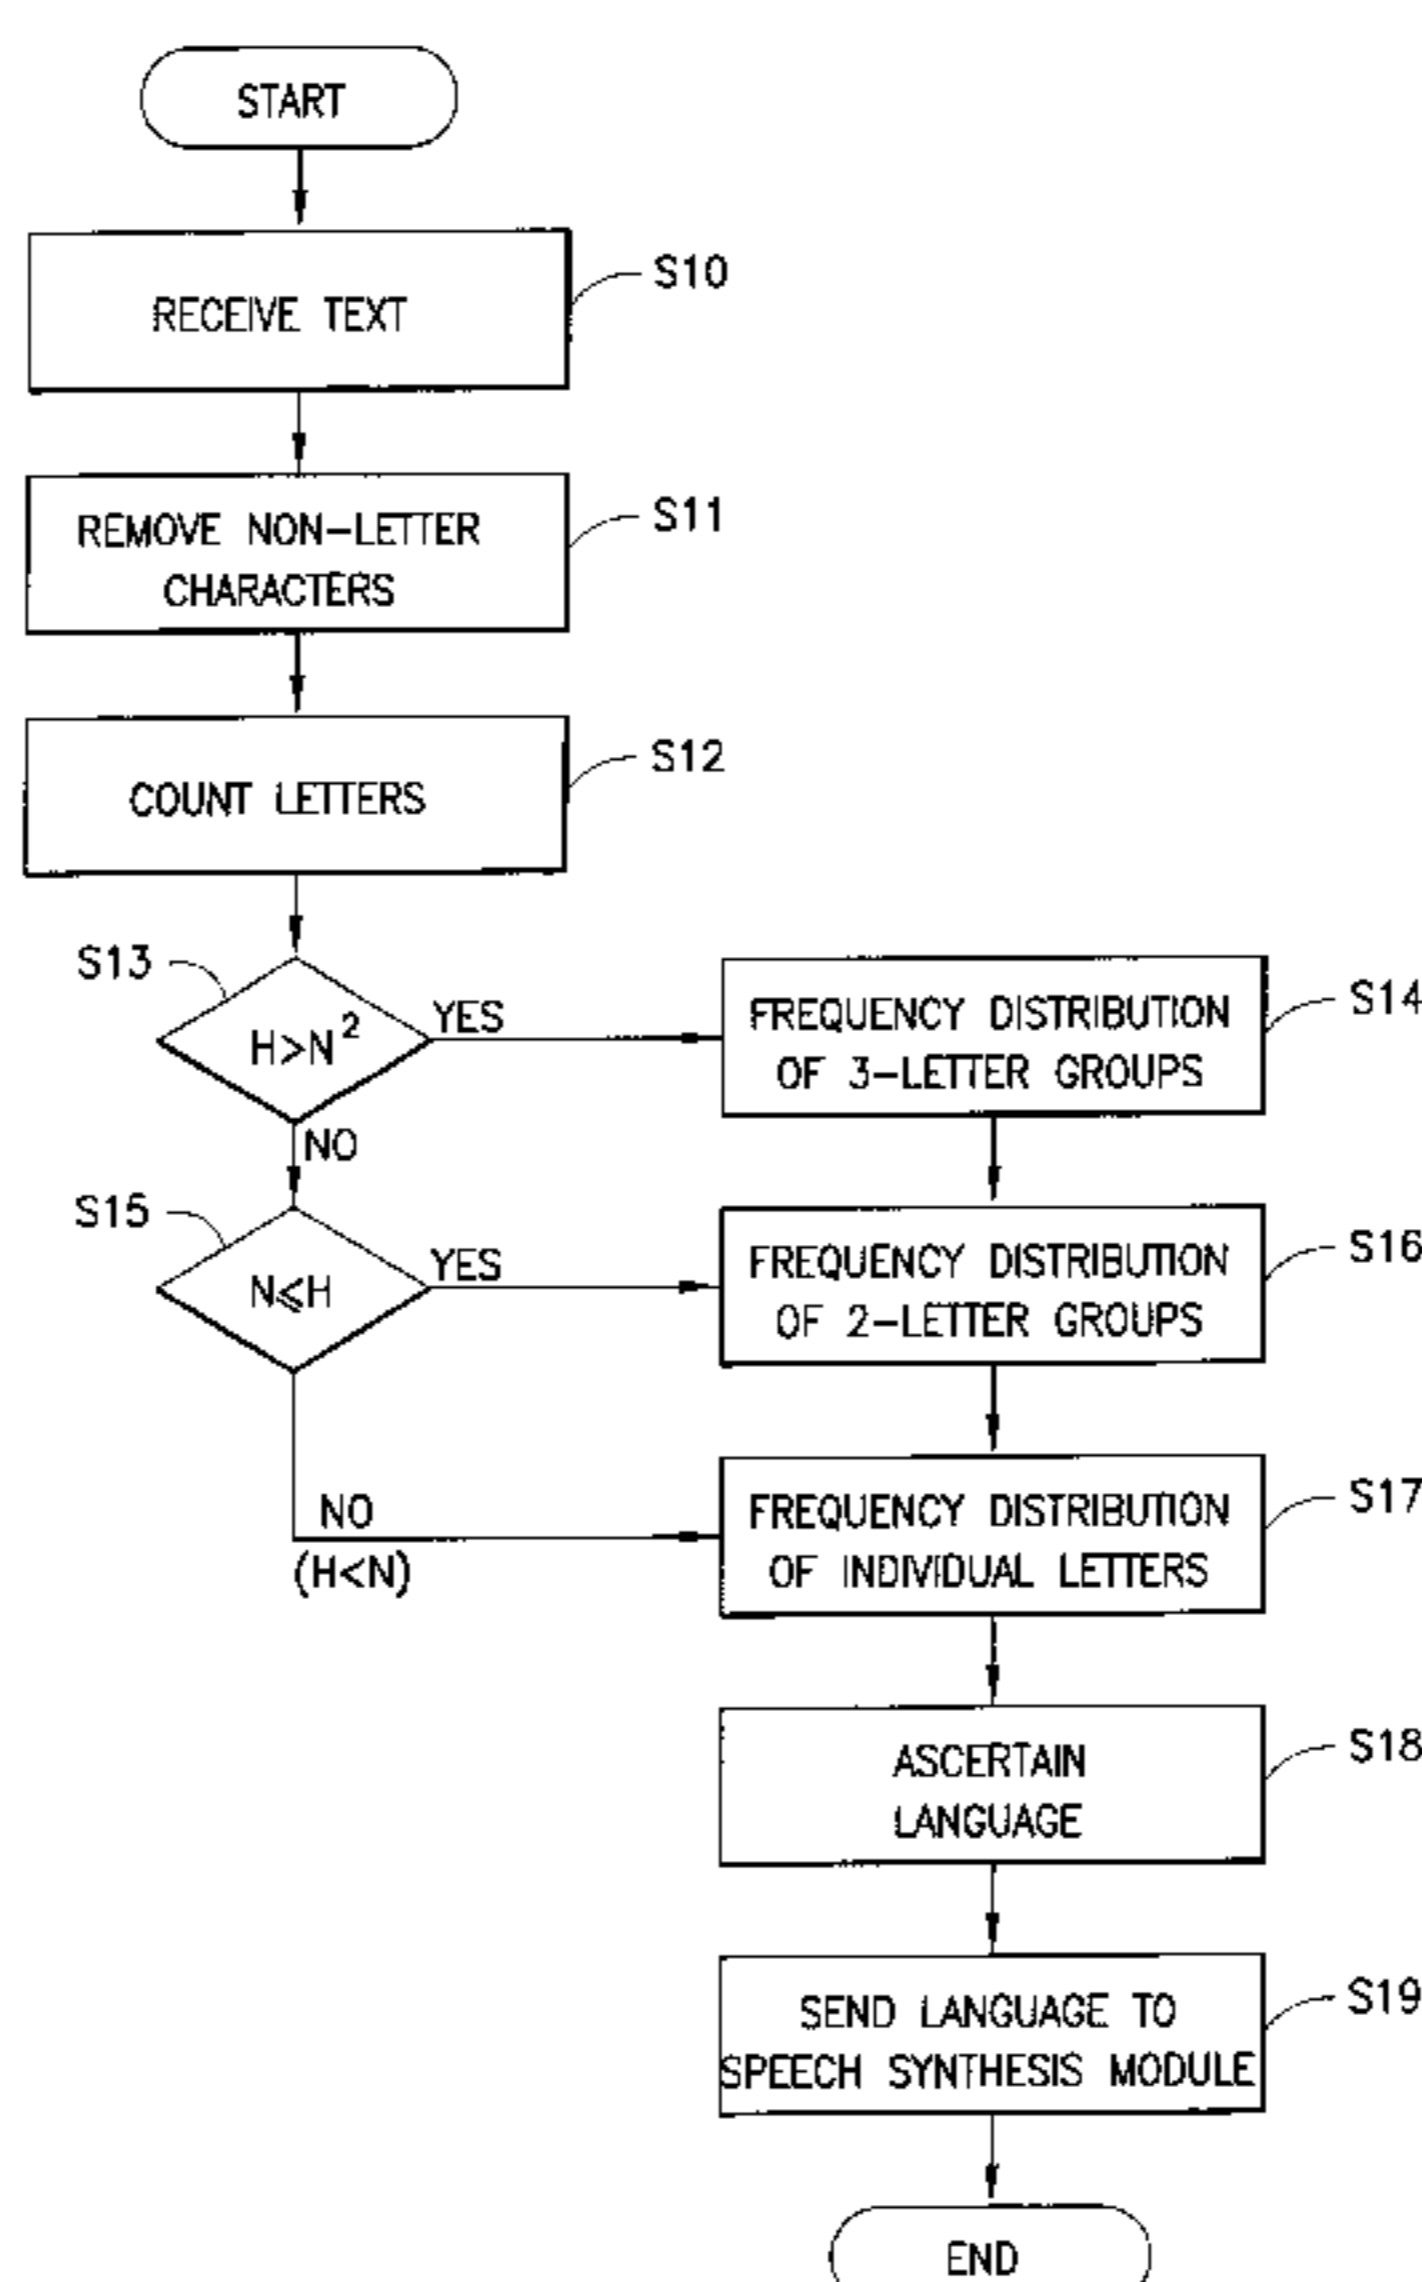 START
RECEIVE TEXT
S10
REMOVE NON-LETTER
CHARACTERS
S11
COUNT LETTERS
S12
S13
H>N²
YES
NO
FREQUENCY DISTRIBUTION
OF 3-LETTER GROUPS
S14
S15
N⩽H
YES
NO
(H<N)
FREQUENCY DISTRIBUTION
OF 2-LETTER GROUPS
S16
FREQUENCY DISTRIBUTION
OF INDIVIDUAL LETTERS
S17
ASCERTAIN
LANGUAGE
S18
SEND LANGUAGE TO
SPEECH SYNTHESIS MODULE
S19
END